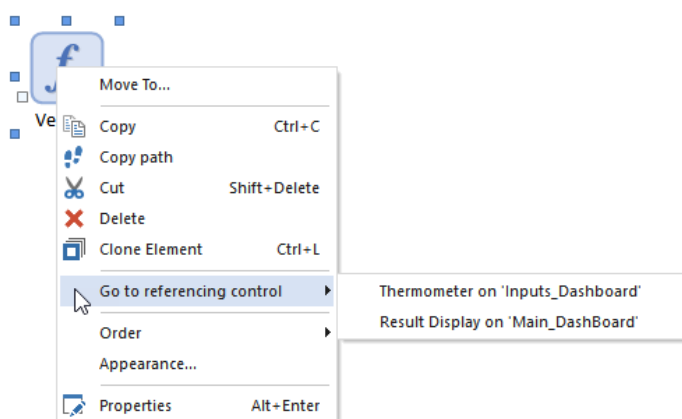 f
Move To...
Ve
Copy Ctrl+C
Copy path
Cut Shift+Delete
Delete
Clone Element Ctrl+L
Go to referencing control
Thermometer on 'Inputs_Dashboard'
Result Display on 'Main_DashBoard'
Order
Appearance...
Properties Alt+Enter